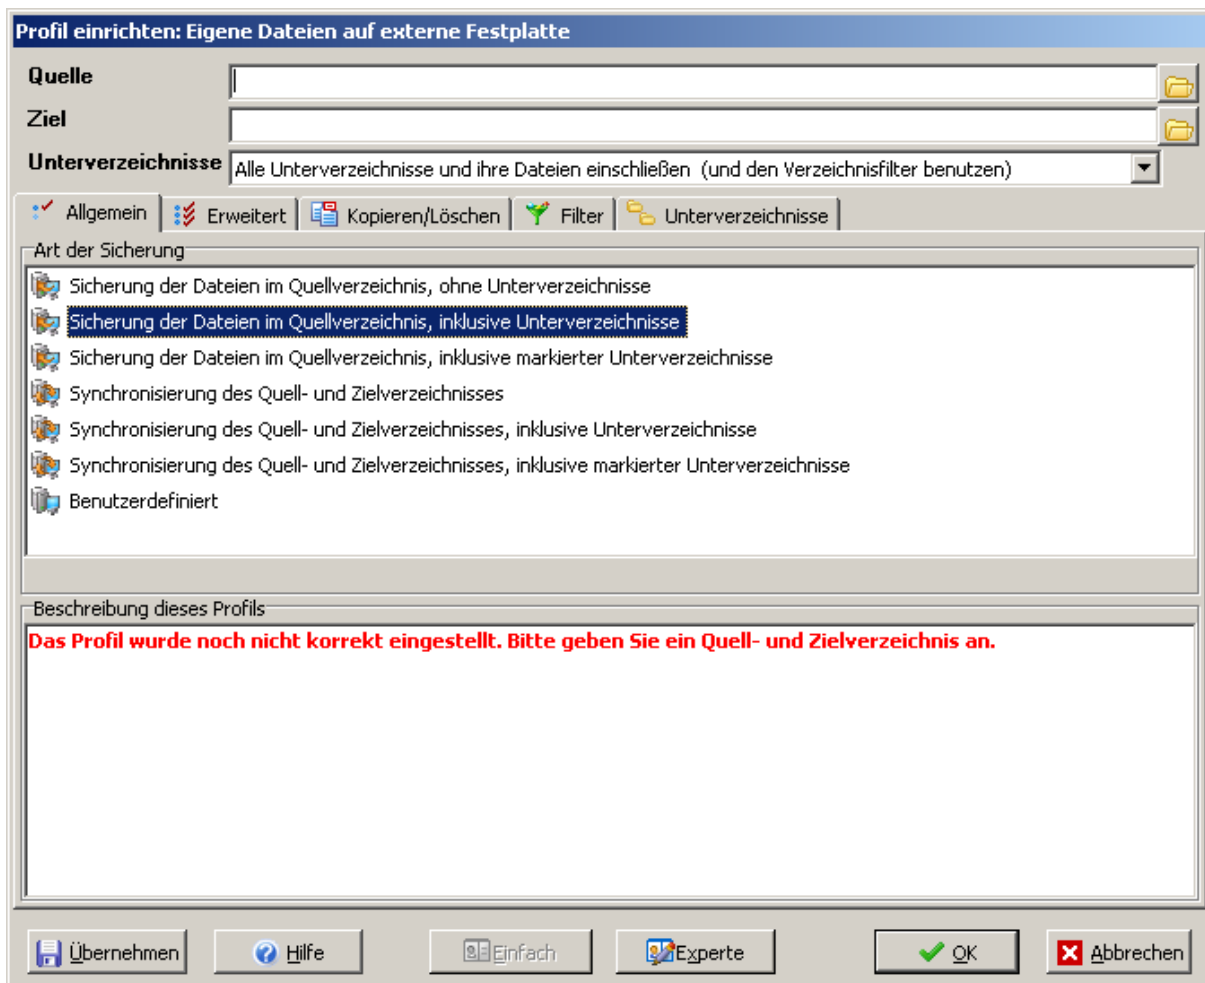 Profil einrichten: Eigene Dateien auf externe Festplatte
Quelle
Ziel
Unterverzeichnisse Alle Unterverzeichnisse und ihre Dateien einschließen (und den Verzeichnisfilter benutzen)
Allgemein Erweitert Kopieren/Löschen Filter Unterverzeichnisse
Art der Sicherung
Sicherung der Dateien im Quellverzeichnis, ohne Unterverzeichnisse
Sicherung der Dateien im Quellverzeichnis, inklusive Unterverzeichnisse
Sicherung der Dateien im Quellverzeichnis, inklusive markierter Unterverzeichnisse
Synchronisierung des Quell- und Zielverzeichnisses
Synchronisierung des Quell- und Zielverzeichnisses, inklusive Unterverzeichnisse
Synchronisierung des Quell- und Zielverzeichnisses, inklusive markierter Unterverzeichnisse
Benutzerdefiniert
Beschreibung dieses Profils
Das Profil wurde noch nicht korrekt eingestellt. Bitte geben Sie ein Quell- und Zielverzeichnis an.
Übernehmen Hilfe Einfach Experte OK Abbrechen